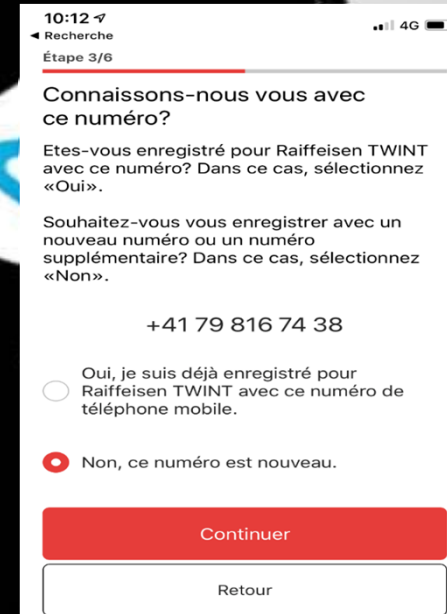 10:12
4G
Recherche
Étape 3/6
Connaissons-nous vous avec
ce numéro?
Etes-vous enregistré pour Raiffeisen TWINT
avec ce numéro? Dans ce cas, sélectionnez
«Oui».
Souhaitez-vous vous enregistrer avec un
nouveau numéro ou un numéro
supplémentaire? Dans ce cas, sélectionnez
«Non».
+41 79 816 74 38
Oui, je suis déjà enregistré pour
Raiffeisen TWINT avec ce numéro de
téléphone mobile.
Non, ce numéro est nouveau.
Continuer
Retour